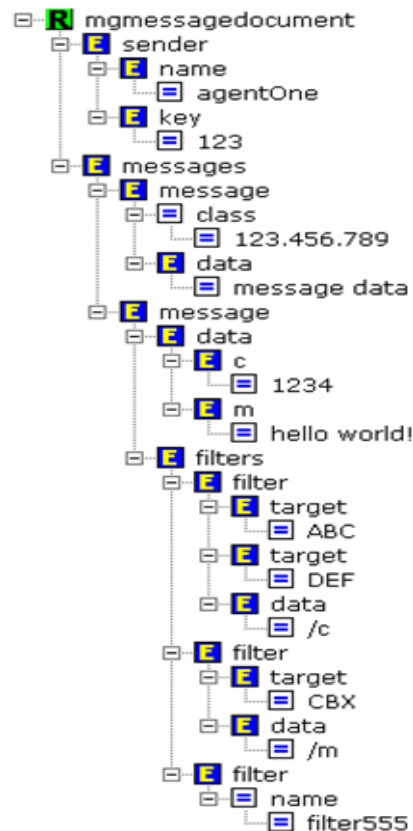 R mgmessagedocument
E sender
E name
= agentOne
E key
= 123
E messages
E message
= class
= 123.456.789
E data
= message data
E message
E data
E c
= 1234
E m
= hello world!
E filters
E filter
E target
= ABC
E target
= DEF
E data
= /c
E filter
E target
= CBX
E data
= /m
E filter
= name
= filter555